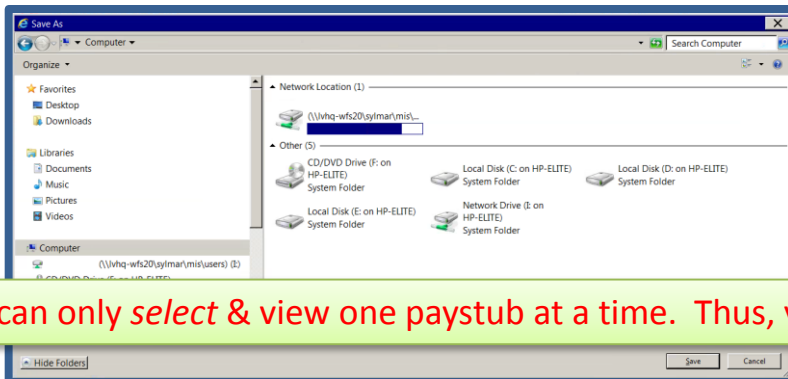 Save As
Computer
Search Computer
Organize
Favorites
Desktop
Downloads
Libraries
Documents
Music
Pictures
Videos
Computer
(\\lvhq-wfs20\sylmar\mis\users) (I:)
Network Location (1)
(\\lvhq-wfs20\sylmar\mis\...
Other (5)
CD/DVD Drive (F: on
HP-ELITE)
System Folder
Local Disk (C: on HP-ELITE)
System Folder
Local Disk (D: on HP-ELITE)
System Folder
Local Disk (E: on HP-ELITE)
System Folder
Network Drive (I: on
HP-ELITE)
System Folder
can only select & view one paystub at a time.  Thus,
Hide Folders
Save
Cancel